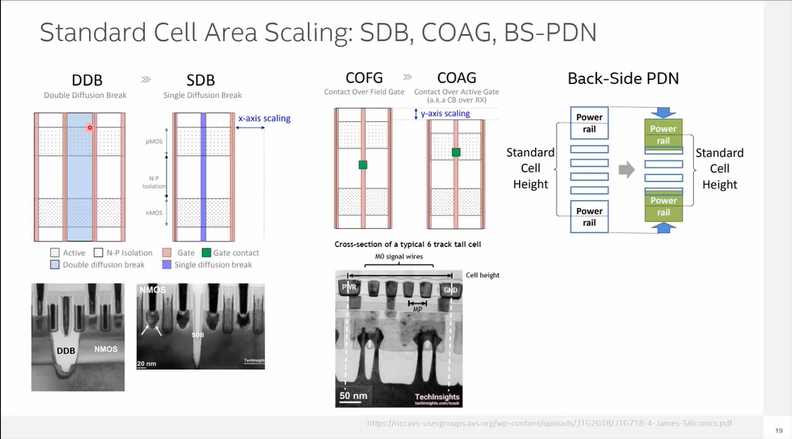 Standard Cell Area Scaling: SDB, COAG, BS-PDN
DDB
Double Diffusion Break
SDB
Single Diffusion Break
x-axis scaling
pMOS
N-P
Isolation
nMOS
COFG
Contact Over Field Gate
COAG
Contact Over Active Gate
(a.k.a CB over RX)
y-axis scaling
Back-Side PDN
Power
rail
Standard
Cell
Height
Power
rail
Power
rail
Standard
Cell
Height
Power
rail
Active
N-P Isolation
Gate
Gate contact
Double diffusion break
Single diffusion break
Cross-section of a typical 6 track tall cell
M0 signal wires
Cell height
PWR
GND
MP
50 nm
TechInsights
DDB
NMOS
NMOS
SDB
20 nm
TechInsights
https://nccavs-usergroups.avs.org/wp-content/uploads/JTG2018/JTG718-4-James-Siliconics.pdf
19